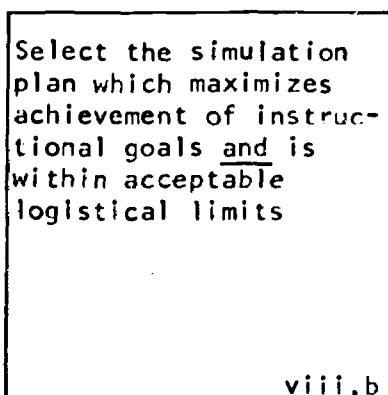 Select the simulation
plan which maximizes
achievement of instruc-
tional goals and is
within acceptable
logistical limits
viii.b